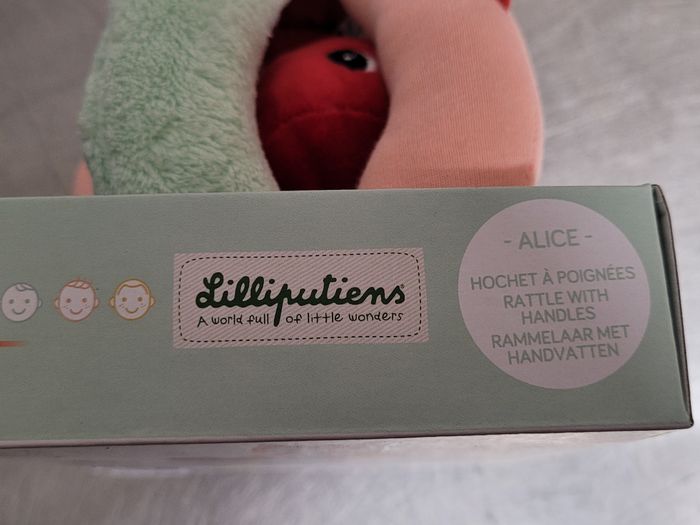 Lilliputiens®
A world full of little wonders
- ALICE -
HOCHET À POIGNÉES
RATTLE WITH
HANDLES
RAMMELAAR MET
HANDVATTEN